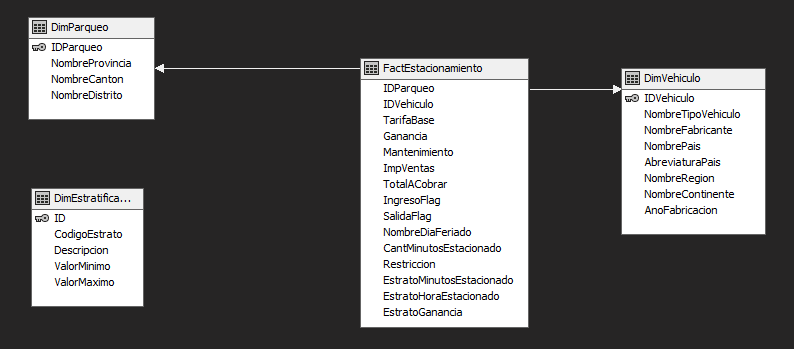 DimParqueo
IDParqueo
NombreProvincia
NombreCanton
NombreDistrito
FactEstacionamiento
IDParqueo
IDVehiculo
TarifaBase
Ganancia
Mantenimiento
ImpVentas
TotalACobrar
IngresoFlag
SalidaFlag
NombreDiaFeriado
CantMinutosEstacionado
Restriccion
EstratoMinutosEstacionado
EstratoHoraEstacionado
EstratoGanancia
DimVehiculo
IDVehiculo
NombreTipoVehiculo
NombreFabricante
NombrePais
AbreviaturaPais
NombreRegion
NombreContinente
AnoFabricacion
DimEstratifica...
ID
CodigoEstrato
Descripcion
ValorMinimo
ValorMaximo